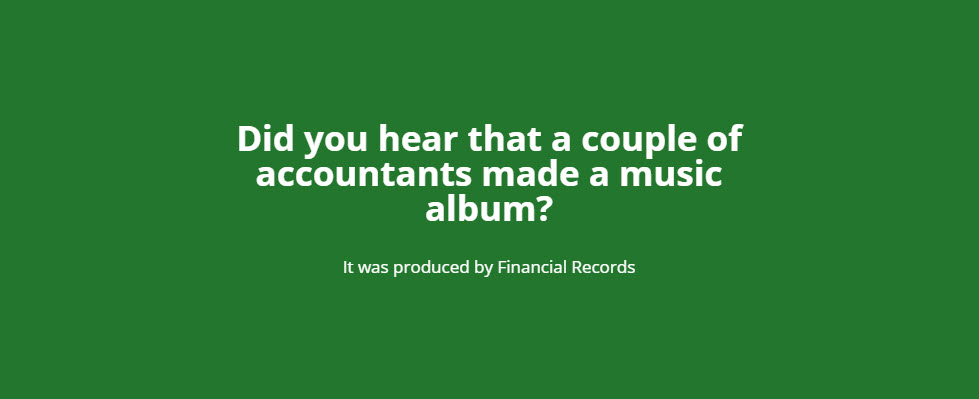 Did you hear that a couple of
accountants made a music
album?
It was produced by Financial Records